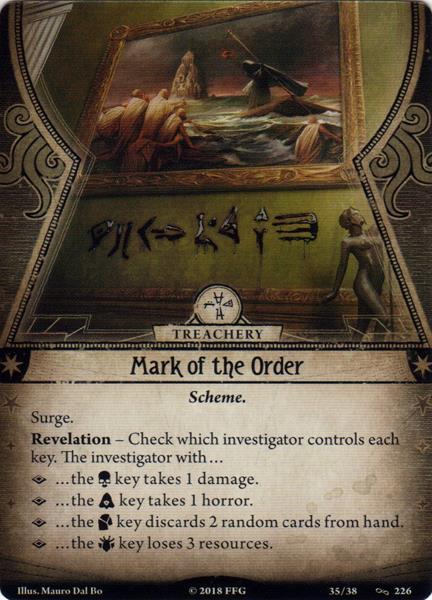 TREACHERY
Mark of the Order
Scheme.
Surge.
Revelation – Check which investigator controls each
key. The investigator with…
…the key takes 1 damage.
…the key takes 1 horror.
…the key discards 2 random cards from hand.
…the key loses 3 resources.
Illus. Mauro Dal Bo © 2018 FFG 35/38 226